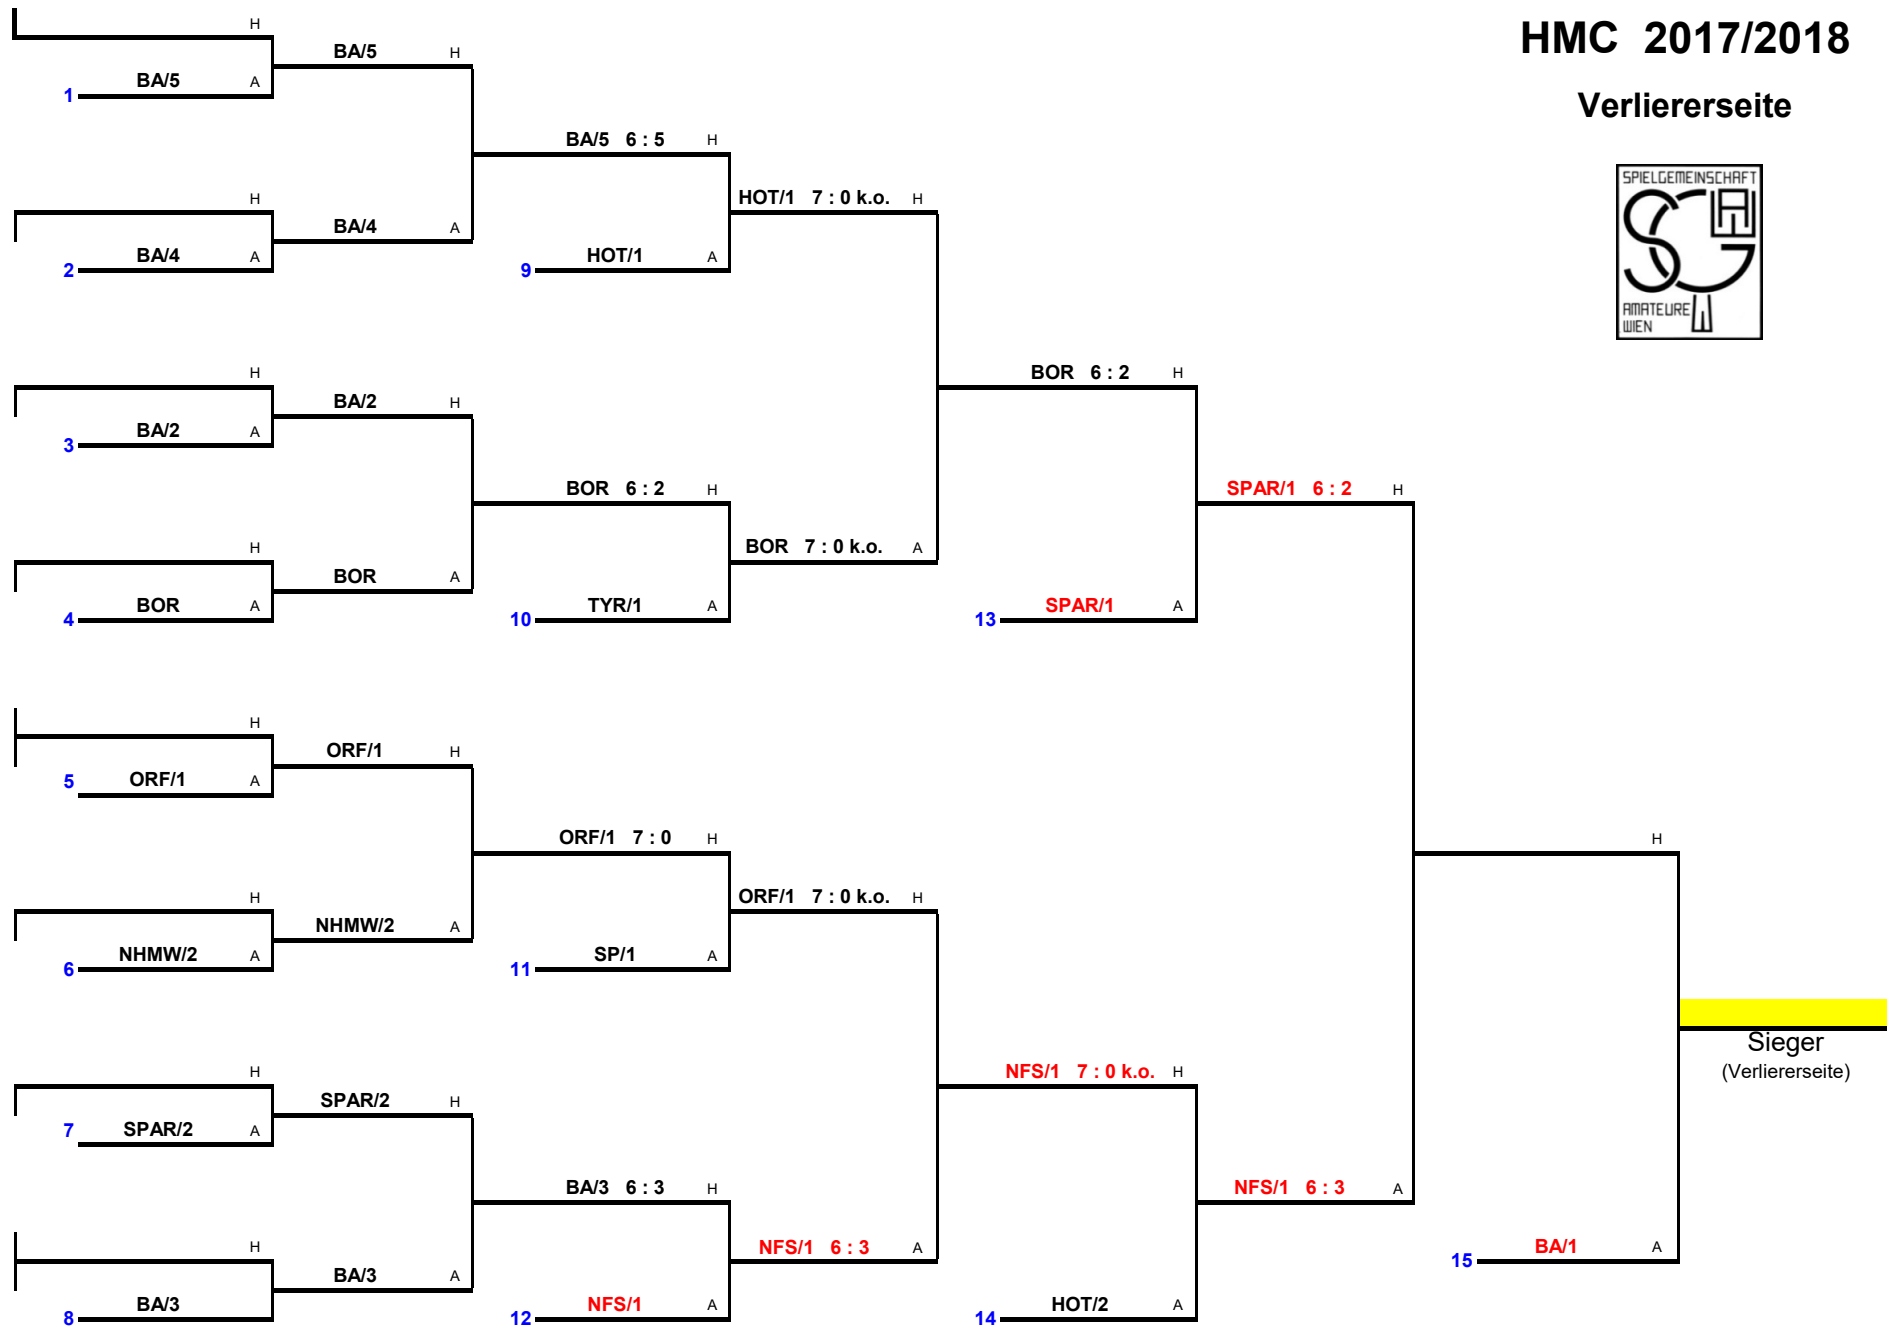 HMC 2017/2018
Verliererseite
SPIELGEMEINSCHAFT
AMATEURE
WIEN
H
BA/5 H
BA/5 A
1
BA/5 6 : 5 H
H
HOT/1 7 : 0 k.o. H
BA/4 A
BA/4 A
HOT/1 A
2
9
H
BOR 6 : 2 H
BA/2 H
BA/2 A
3
BOR 6 : 2 H
SPAR/1 6 : 2 H
H
BOR 7 : 0 k.o. A
BOR A
BOR A
TYR/1 A
SPAR/1 A
4
10
13
H
ORF/1 H
ORF/1 A
5
ORF/1 7 : 0 H
H
H
ORF/1 7 : 0 k.o. H
NHMW/2 A
NHMW/2 A
SP/1 A
6
11
Sieger
(Verliererseite)
H
NFS/1 7 : 0 k.o. H
SPAR/2 H
SPAR/2 A
7
BA/3 6 : 3 H
NFS/1 6 : 3 A
H
NFS/1 6 : 3 A
BA/1 A
15
BA/3 A
BA/3 A
NFS/1 A
HOT/2 A
8
12
14